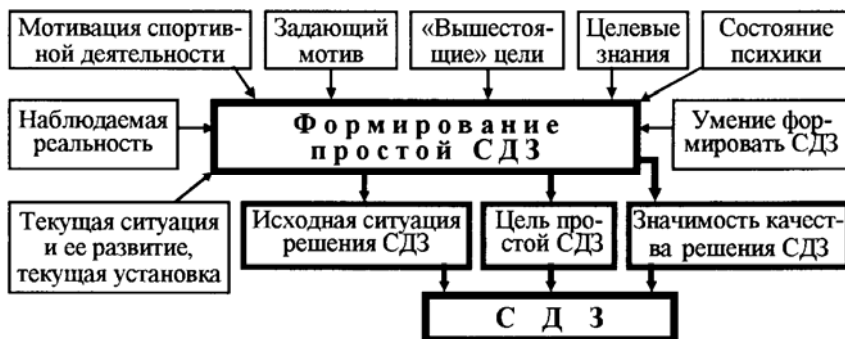 Мотивация спортив-
ной деятельности
Задающий
мотив
«Вышестоя-
щие» цели
Целевые
знания
Состояние
психики
Наблюдаемая
реальность
Формирование
простой СДЗ
Умение фор-
мировать СДЗ
Текущая ситуация
и ее развитие,
текущая установка
Исходная ситуация
решения СДЗ
Цель про-
стой СДЗ
Значимость качест-
ва решения СДЗ
С Д З